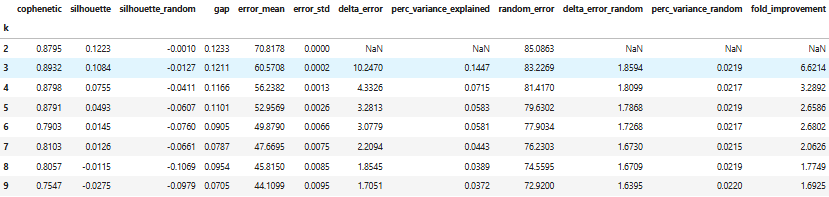 cophenetic silhouette silhouette_random gap error_mean error_std delta_error perc_variance_explained random_error delta_error_random perc_variance_random fold_improvement
k
2 0.8795 0.1223 -0.0010 0.1233 70.8178 0.0000 NaN NaN 85.0863 NaN NaN NaN
3 0.8932 0.1084 -0.0127 0.1211 60.5708 0.0002 10.2470 0.1447 83.2269 1.8594 0.0219 6.6214
4 0.8798 0.0755 -0.0411 0.1166 56.2382 0.0013 4.3326 0.0715 81.4170 1.8099 0.0217 3.2892
5 0.8791 0.0493 -0.0607 0.1101 52.9569 0.0026 3.2813 0.0583 79.6302 1.7868 0.0219 2.6586
6 0.7903 0.0145 -0.0760 0.0905 49.8790 0.0066 3.0779 0.0581 77.9034 1.7268 0.0217 2.6802
7 0.8103 0.0126 -0.0661 0.0787 47.6695 0.0075 2.2094 0.0443 76.2303 1.6730 0.0215 2.0626
8 0.8057 -0.0115 -0.1069 0.0954 45.8150 0.0085 1.8545 0.0389 74.5595 1.6709 0.0219 1.7749
9 0.7547 -0.0275 -0.0979 0.0705 44.1099 0.0095 1.7051 0.0372 72.9200 1.6395 0.0220 1.6925